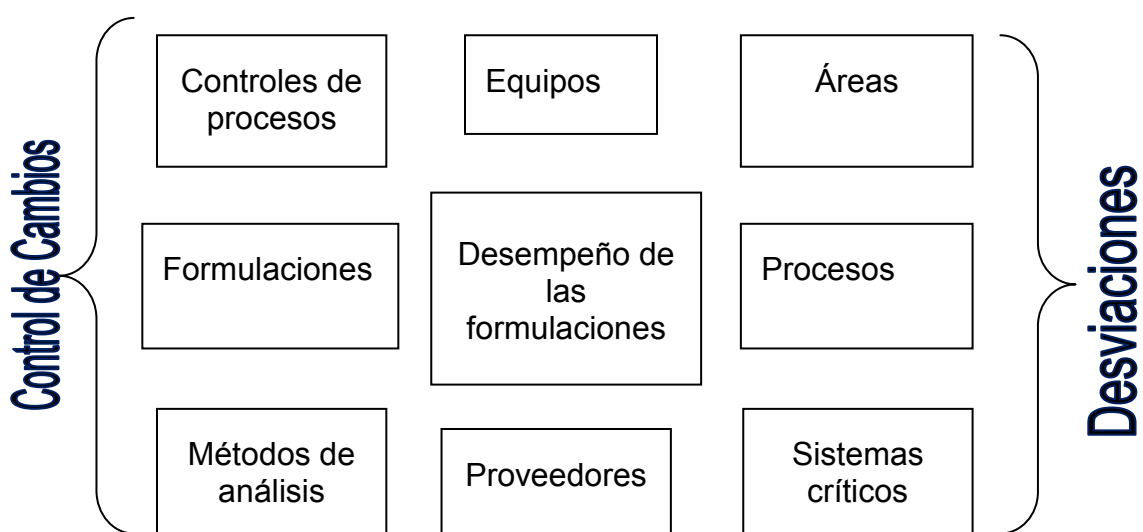 Control de Cambios
Controles de
procesos
Equipos
Áreas
Formulaciones
Desempeño de
las
formulaciones
Procesos
Métodos de
análisis
Proveedores
Sistemas
críticos
Desviaciones